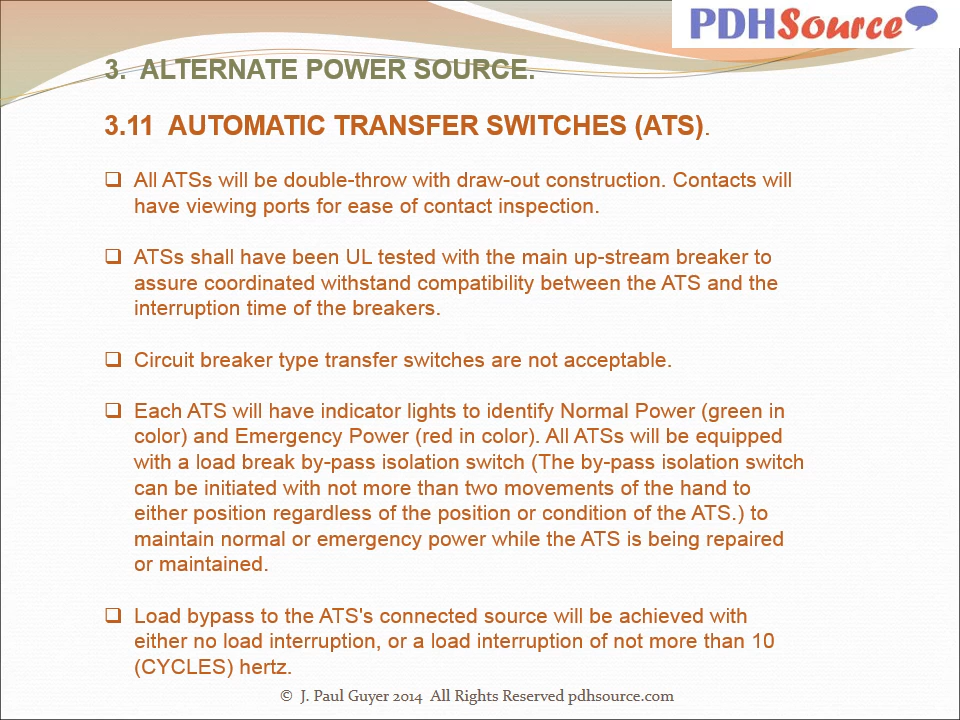 PDHSource
3. ALTERNATE POWER SOURCE.
3.11 AUTOMATIC TRANSFER SWITCHES (ATS).
❑ All ATSs will be double-throw with draw-out construction. Contacts will
have viewing ports for ease of contact inspection.
❑ ATSs shall have been UL tested with the main up-stream breaker to
assure coordinated withstand compatibility between the ATS and the
interruption time of the breakers.
❑ Circuit breaker type transfer switches are not acceptable.
❑ Each ATS will have indicator lights to identify Normal Power (green in
color) and Emergency Power (red in color). All ATSs will be equipped
with a load break by-pass isolation switch (The by-pass isolation switch
can be initiated with not more than two movements of the hand to
either position regardless of the position or condition of the ATS.) to
maintain normal or emergency power while the ATS is being repaired
or maintained.
❑ Load bypass to the ATS's connected source will be achieved with
either no load interruption, or a load interruption of not more than 10
(CYCLES) hertz.
© J. Paul Guyer 2014 All Rights Reserved pdhsource.com